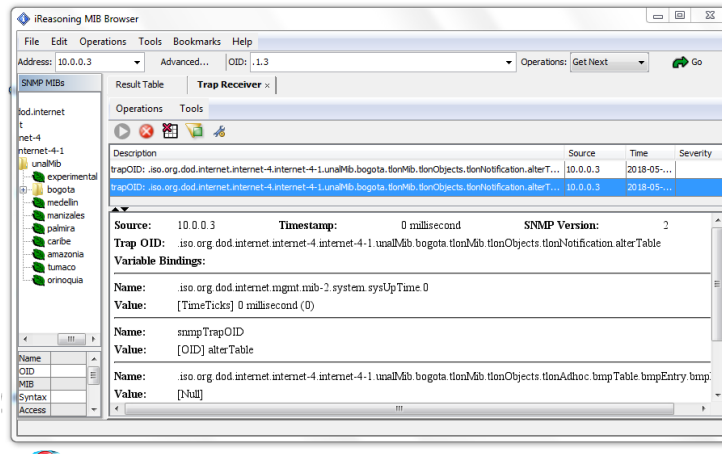 iReasoning MIB Browser
File Edit Operations Tools Bookmarks Help
Address: 10.0.0.3 Advanced... OID: .1.3 Operations: Get Next Go
SNMP MIBs Result Table Trap Receiver ×
Operations Tools
Description Source Time Severity
trapOID: .iso.org.dod.internet.internet-4.internet-4-1.unalMib.bogota.tlonMib.tlonObjects.tlonNotification.alterT... 10.0.0.3 2018-05-...
trapOID: .iso.org.dod.internet.internet-4.internet-4-1.unalMib.bogota.tlonMib.tlonObjects.tlonNotification.alterT... 10.0.0.3 2018-05-...
dod.internet
t
net-4
nternet-4-1
unalMib
experimental
bogota
medellin
manizales
palmira
caribe
amazonia
tumaco
orinoquia
Name
OID
MIB
Syntax
Access
Source: 10.0.0.3 Timestamp: 0 millisecond SNMP Version: 2
Trap OID: .iso.org.dod.internet.internet-4.internet-4-1.unalMib.bogota.tlonMib.tlonObjects.tlonNotification.alterTable
Variable Bindings:
Name: .iso.org.dod.internet.mgmt.mib-2.system.sysUpTime.0
Value: [TimeTicks] 0 millisecond (0)
Name: snmpTrapOID
Value: [OID] alterTable
Name: .iso.org.dod.internet.internet-4.internet-4-1.unalMib.bogota.tlonMib.tlonObjects.tlonAdhoc.bmpTable.bmpEntry.bmp
Value: [Null]